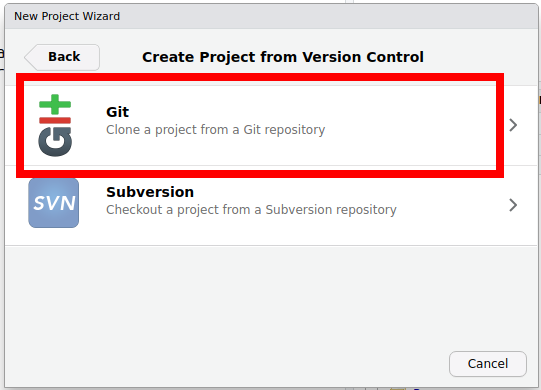 New Project Wizard
Back
Create Project from Version Control
Git
Git
Clone a project from a Git repository
SVN
Subversion
Checkout a project from a Subversion repository
Cancel